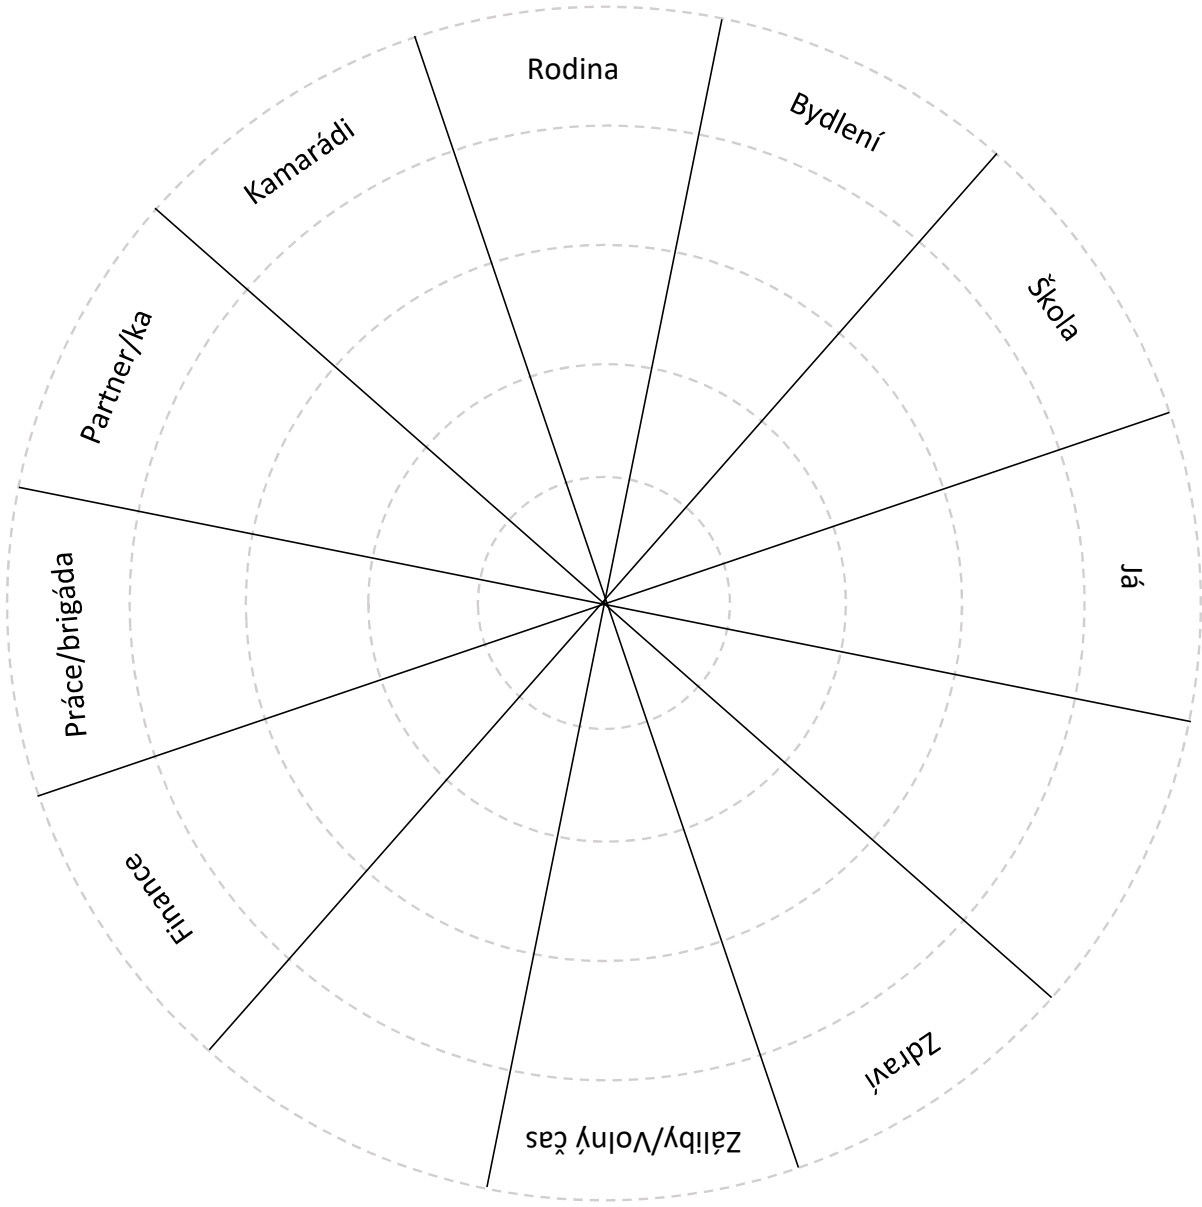 Rodina
Bydlení
Škola
Já
Zdraví
Záliby/Volný čas
Finance
Práce/brigáda
Partner/ka
Kamarádi